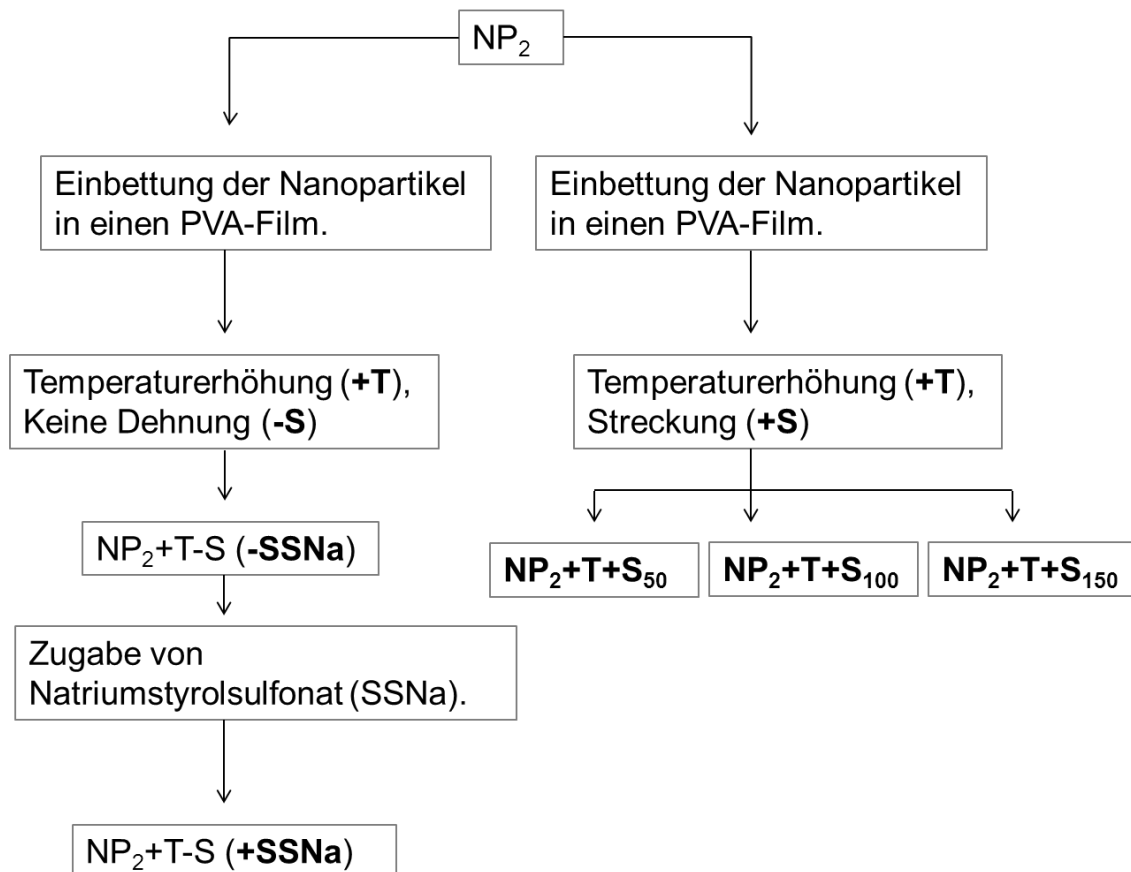 NP₂
Einbettung der Nanopartikel
in einen PVA-Film.
Einbettung der Nanopartikel
in einen PVA-Film.
Temperaturerhöhung (+T),
Keine Dehnung (-S)
Temperaturerhöhung (+T),
Streckung (+S)
NP₂+T-S (-SSNa)
NP₂+T+S₅₀
NP₂+T+S₁₀₀
NP₂+T+S₁₅₀
Zugabe von
Natriumstyrolsulfonat (SSNa).
NP₂+T-S (+SSNa)